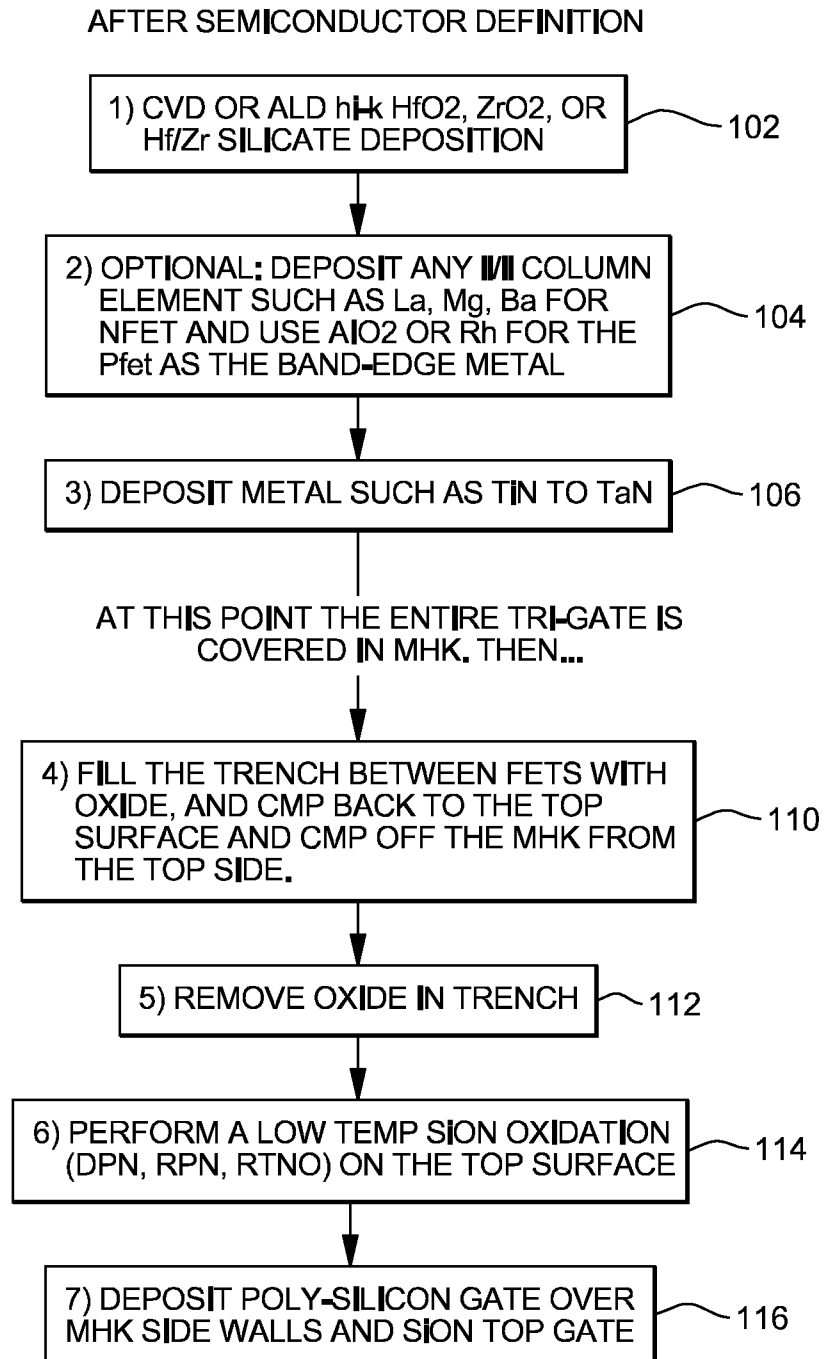 AFTER SEMICONDUCTOR DEFINITION
1) CVD OR ALD hi-k HfO2, ZrO2, OR
Hf/Zr SILICATE DEPOSITION
102
2) OPTIONAL: DEPOSIT ANY II/II COLUMN
ELEMENT SUCH AS La, Mg, Ba FOR
NFET AND USE AlO2 OR Rh FOR THE
Pfet AS THE BAND-EDGE METAL
104
3) DEPOSIT METAL SUCH AS TiN TO TaN
106
AT THIS POINT THE ENTIRE TRI-GATE IS
COVERED IN MHK. THEN...
4) FILL THE TRENCH BETWEEN FETS WITH
OXIDE, AND CMP BACK TO THE TOP
SURFACE AND CMP OFF THE MHK FROM
THE TOP SIDE.
110
5) REMOVE OXIDE IN TRENCH
112
6) PERFORM A LOW TEMP SiON OXIDATION
(DPN, RPN, RTNO) ON THE TOP SURFACE
114
7) DEPOSIT POLY-SILICON GATE OVER
MHK SIDE WALLS AND SiON TOP GATE
116